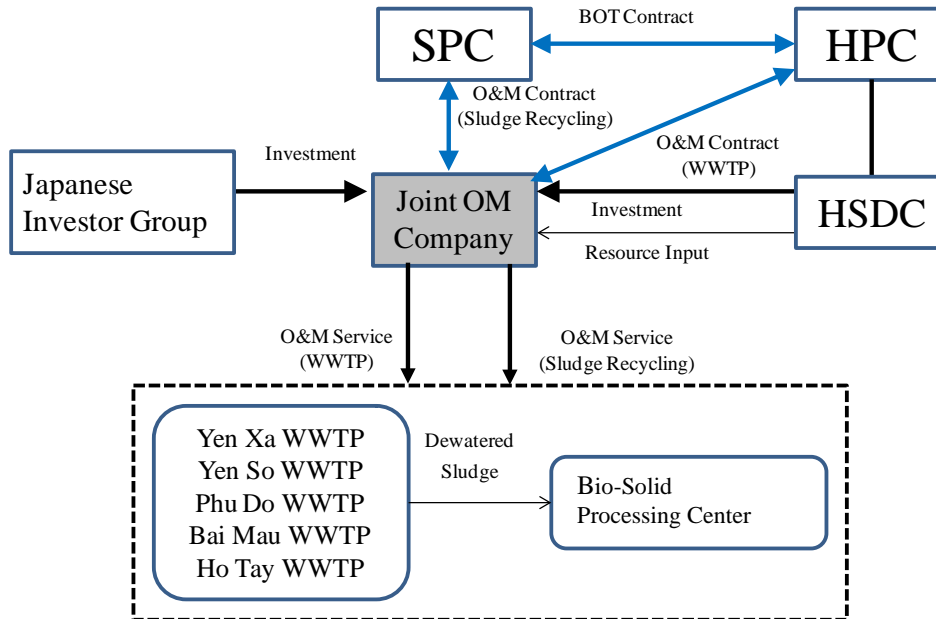 BOT Contract
SPC
HPC
O&M Contract
(Sludge Recycling)
Investment
O&M Contract
(WWTP)
Japanese
Investor Group
Joint OM
Company
Investment
HSDC
Resource Input
O&M Service
(WWTP)
O&M Service
(Sludge Recycling)
Yen Xa WWTP
Yen So WWTP
Phu Do WWTP
Bai Mau WWTP
Ho Tay WWTP
Dewatered
Sludge
Bio-Solid
Processing Center